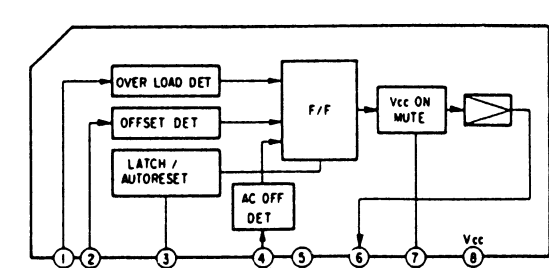 OVER LOAD DET
OFFSET DET
LATCH /
AUTORESET
AC OFF
DET
F/F
Vcc ON
MUTE
Vcc
1 2 3 4 5 6 7 8